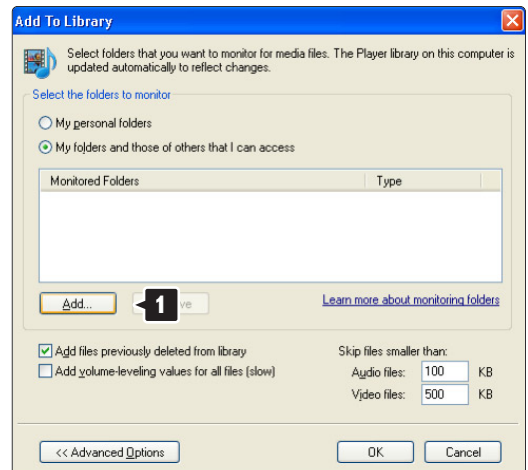 Add To Library
Select folders that you want to monitor for media files. The Player library on this computer is
updated automatically to reflect changes.
Select the folders to monitor
My personal folders
My folders and those of others that I can access
Monitored Folders Type
Add... 1 ve Learn more about monitoring folders
Add files previously deleted from library Skip files smaller than:
Add volume-leveling values for all files (slow) Audio files: 100 KB
Video files: 500 KB
<< Advanced Options OK Cancel